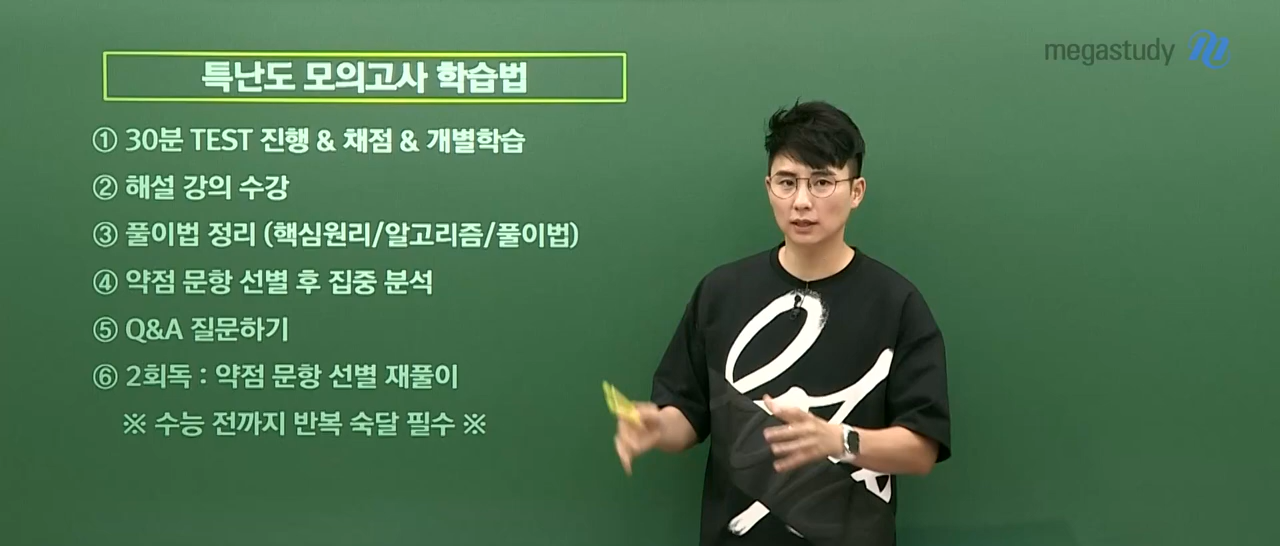 megastudy
특난도 모의고사 학습법
① 30분 TEST 진행 & 채점 & 개별학습
② 해설 강의 수강
③ 풀이법 정리 (핵심원리/알고리즘/풀이법)
④ 약점 문항 선별 후 집중 분석
⑤ Q&A 질문하기
⑥ 2회독 : 약점 문항 선별 재풀이
※ 수능 전까지 반복 숙달 필수 ※